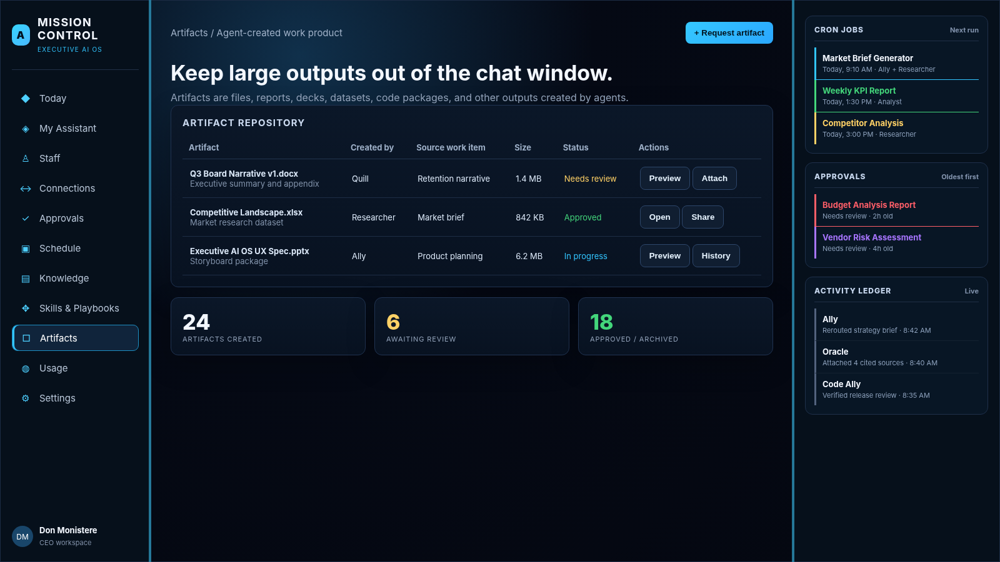 A
MISSION
CONTROL
EXECUTIVE AI OS
Today
My Assistant
Staff
Connections
Approvals
Schedule
Knowledge
Skills & Playbooks
Artifacts
Usage
Settings
DM
Don Monistere
CEO workspace
Artifacts / Agent-created work product
+ Request artifact
Keep large outputs out of the chat window.
Artifacts are files, reports, decks, datasets, code packages, and other outputs created by agents.
ARTIFACT REPOSITORY
Artifact Created by Source work item Size Status Actions
Q3 Board Narrative v1.docx
Executive summary and appendix
Quill Retention narrative 1.4 MB Needs review Preview Attach
Competitive Landscape.xlsx
Market research dataset
Researcher Market brief 842 KB Approved Open Share
Executive AI OS UX Spec.pptx
Storyboard package
Ally Product planning 6.2 MB In progress Preview History
24
ARTIFACTS CREATED
6
AWAITING REVIEW
18
APPROVED / ARCHIVED
CRON JOBS Next run
Market Brief Generator
Today, 9:10 AM · Ally + Researcher
Weekly KPI Report
Today, 1:30 PM · Analyst
Competitor Analysis
Today, 3:00 PM · Researcher
APPROVALS Oldest first
Budget Analysis Report
Needs review · 2h old
Vendor Risk Assessment
Needs review · 4h old
ACTIVITY LEDGER Live
Ally
Rerouted strategy brief · 8:42 AM
Oracle
Attached 4 cited sources · 8:40 AM
Code Ally
Verified release review · 8:35 AM